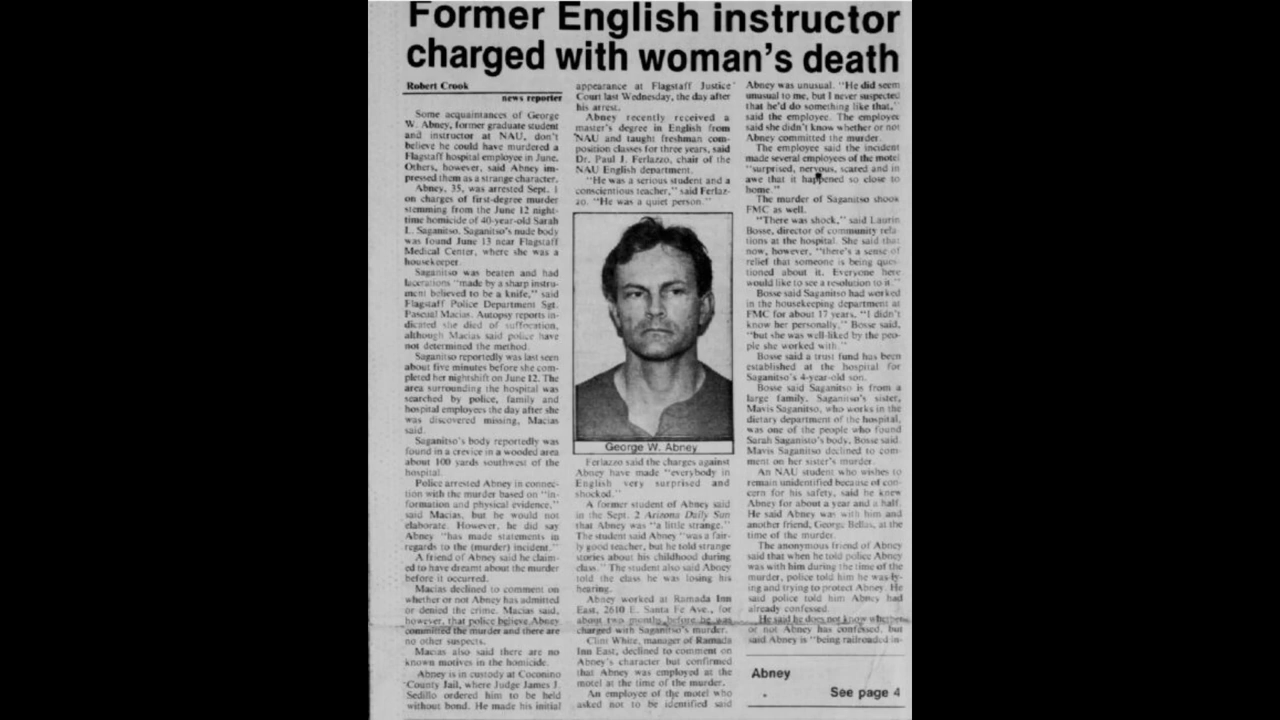 Former English instructor
charged with woman's death
Robert Crook
news reporter
Some acquaintances of George
W. Abney, former graduate student
and instructor at NAU, don't
believe he could have murdered a
Flagstaff hospital employee in June.
Others, however, said Abney im-
pressed them as a strange character.
Abney, 35, was arrested Sept. 1
on charges of first-degree murder
stemming from the June 12 night-
time homicide of 40-year-old Sarah
L. Saganitso. Saganitso's nude body
was found June 13 near Flagstaff
Medical Center, where she was a
housekeeper.
Saganitso was beaten and had
lacerations "made by a sharp instru-
ment believed to be a knife," said
Flagstaff Police Department Sgt.
Pascual Macias. Autopsy reports in-
dicated she died of suffocation,
although Macias said police have
not determined the method.
Saganitso reportedly was last seen
about five minutes before she com-
pleted her nightshift on June 12. The
area surrounding the hospital was
searched by police, family and
hospital employees the day after she
was discovered missing, Macias
said.
Saganitso's body reportedly was
found in a crevice in a wooded area
about 100 yards southwest of the
hospital.
Police arrested Abney in connec-
tion with the murder based on "in-
formation and physical evidence,"
said Macias, but he would not
elaborate. However, he did say
Abney "has made statements in
regards to the (murder) incident."
A friend of Abney said he claim-
ed to have dreamt about the murder
before it occurred.
Macias declined to comment on
whether or not Abney has admitted
or denied the crime. Macias said,
however, that police believe Abney
committed the murder and there are
no other suspects.
Macias also said there are no
known motives in the homicide.
Abney is in custody at Coconino
County Jail, where Judge James J.
Sedillo ordered him to be held
without bond. He made his initial
appearance at Flagstaff Justice
Court last Wednesday, the day after
his arrest.
Abney recently received a
master's degree in English from
NAU and taught freshman com-
position classes for three years, said
Dr. Paul J. Ferlazzo, chair of the
NAU English department.
"He was a serious student and a
conscientious teacher," said Ferlaz-
zo. "He was a quiet person."
George W. Abney
Ferlazzo said the charges against
Abney have made "everybody in
English very surprised and
shocked."
A former student of Abney said
in the Sept. 2 Arizona Daily Sun
that Abney was "a little strange."
The student said Abney "was a fair-
ly good teacher, but he told strange
stories about his childhood during
class." The student also said Abney
told the class he was losing his
hearing.
Abney worked at Ramada Inn
East, 2610 E. Santa Fe Ave., for
about two months before he was
charged with Saganitso's murder.
Clint White, manager of Ramada
Inn East, declined to comment on
Abney's character but confirmed
that Abney was employed at the
motel at the time of the murder.
An employee of the motel who
asked not to be identified said
Abney was unusual. "He did seem
unusual to me, but I never suspected
that he'd do something like that,"
said the employee. The employee
said she didn't know whether or not
Abney committed the murder.
The employee said the incident
made several employees of the motel
"surprised, nervous, scared and in
awe that it happened so close to
home."
The murder of Saganitso shook
FMC as well.
"There was shock," said Laurin
Bosse, director of community rela-
tions at the hospital. She said that
now, however, "there's a sense of
relief that someone is being ques-
tioned about it. Everyone here
would like to see a resolution to it."
Bosse said Saganitso had worked
in the housekeeping department at
FMC for about 17 years. "I didn't
know her personally," Bosse said,
"but she was well-liked by the peo-
ple she worked with."
Bosse said a trust fund has been
established at the hospital for
Saganitso's 4-year-old son.
Bosse said Saganitso is from a
large family. Saganitso's sister,
Mavis Saganitso, who works in the
dietary department of the hospital,
was one of the people who found
Sarah Saganisto's body, Bosse said.
Mavis Saganitso declined to com-
ment on her sister's murder.
An NAU student who wishes to
remain unidentified because of con-
cern for his safety, said he knew
Abney for about a year and a half.
He said Abney was with him and
another friend, George Bellas, at the
time of the murder.
The anonymous friend of Abney
said that when he told police Abney
was with him during the time of the
murder, police told him he was ly-
ing and trying to protect Abney. He
said police told him Abney had
already confessed.
He said he does not know whether
or not Abney has confessed, but
said Abney is "being railroaded in-
Abney
See page 4